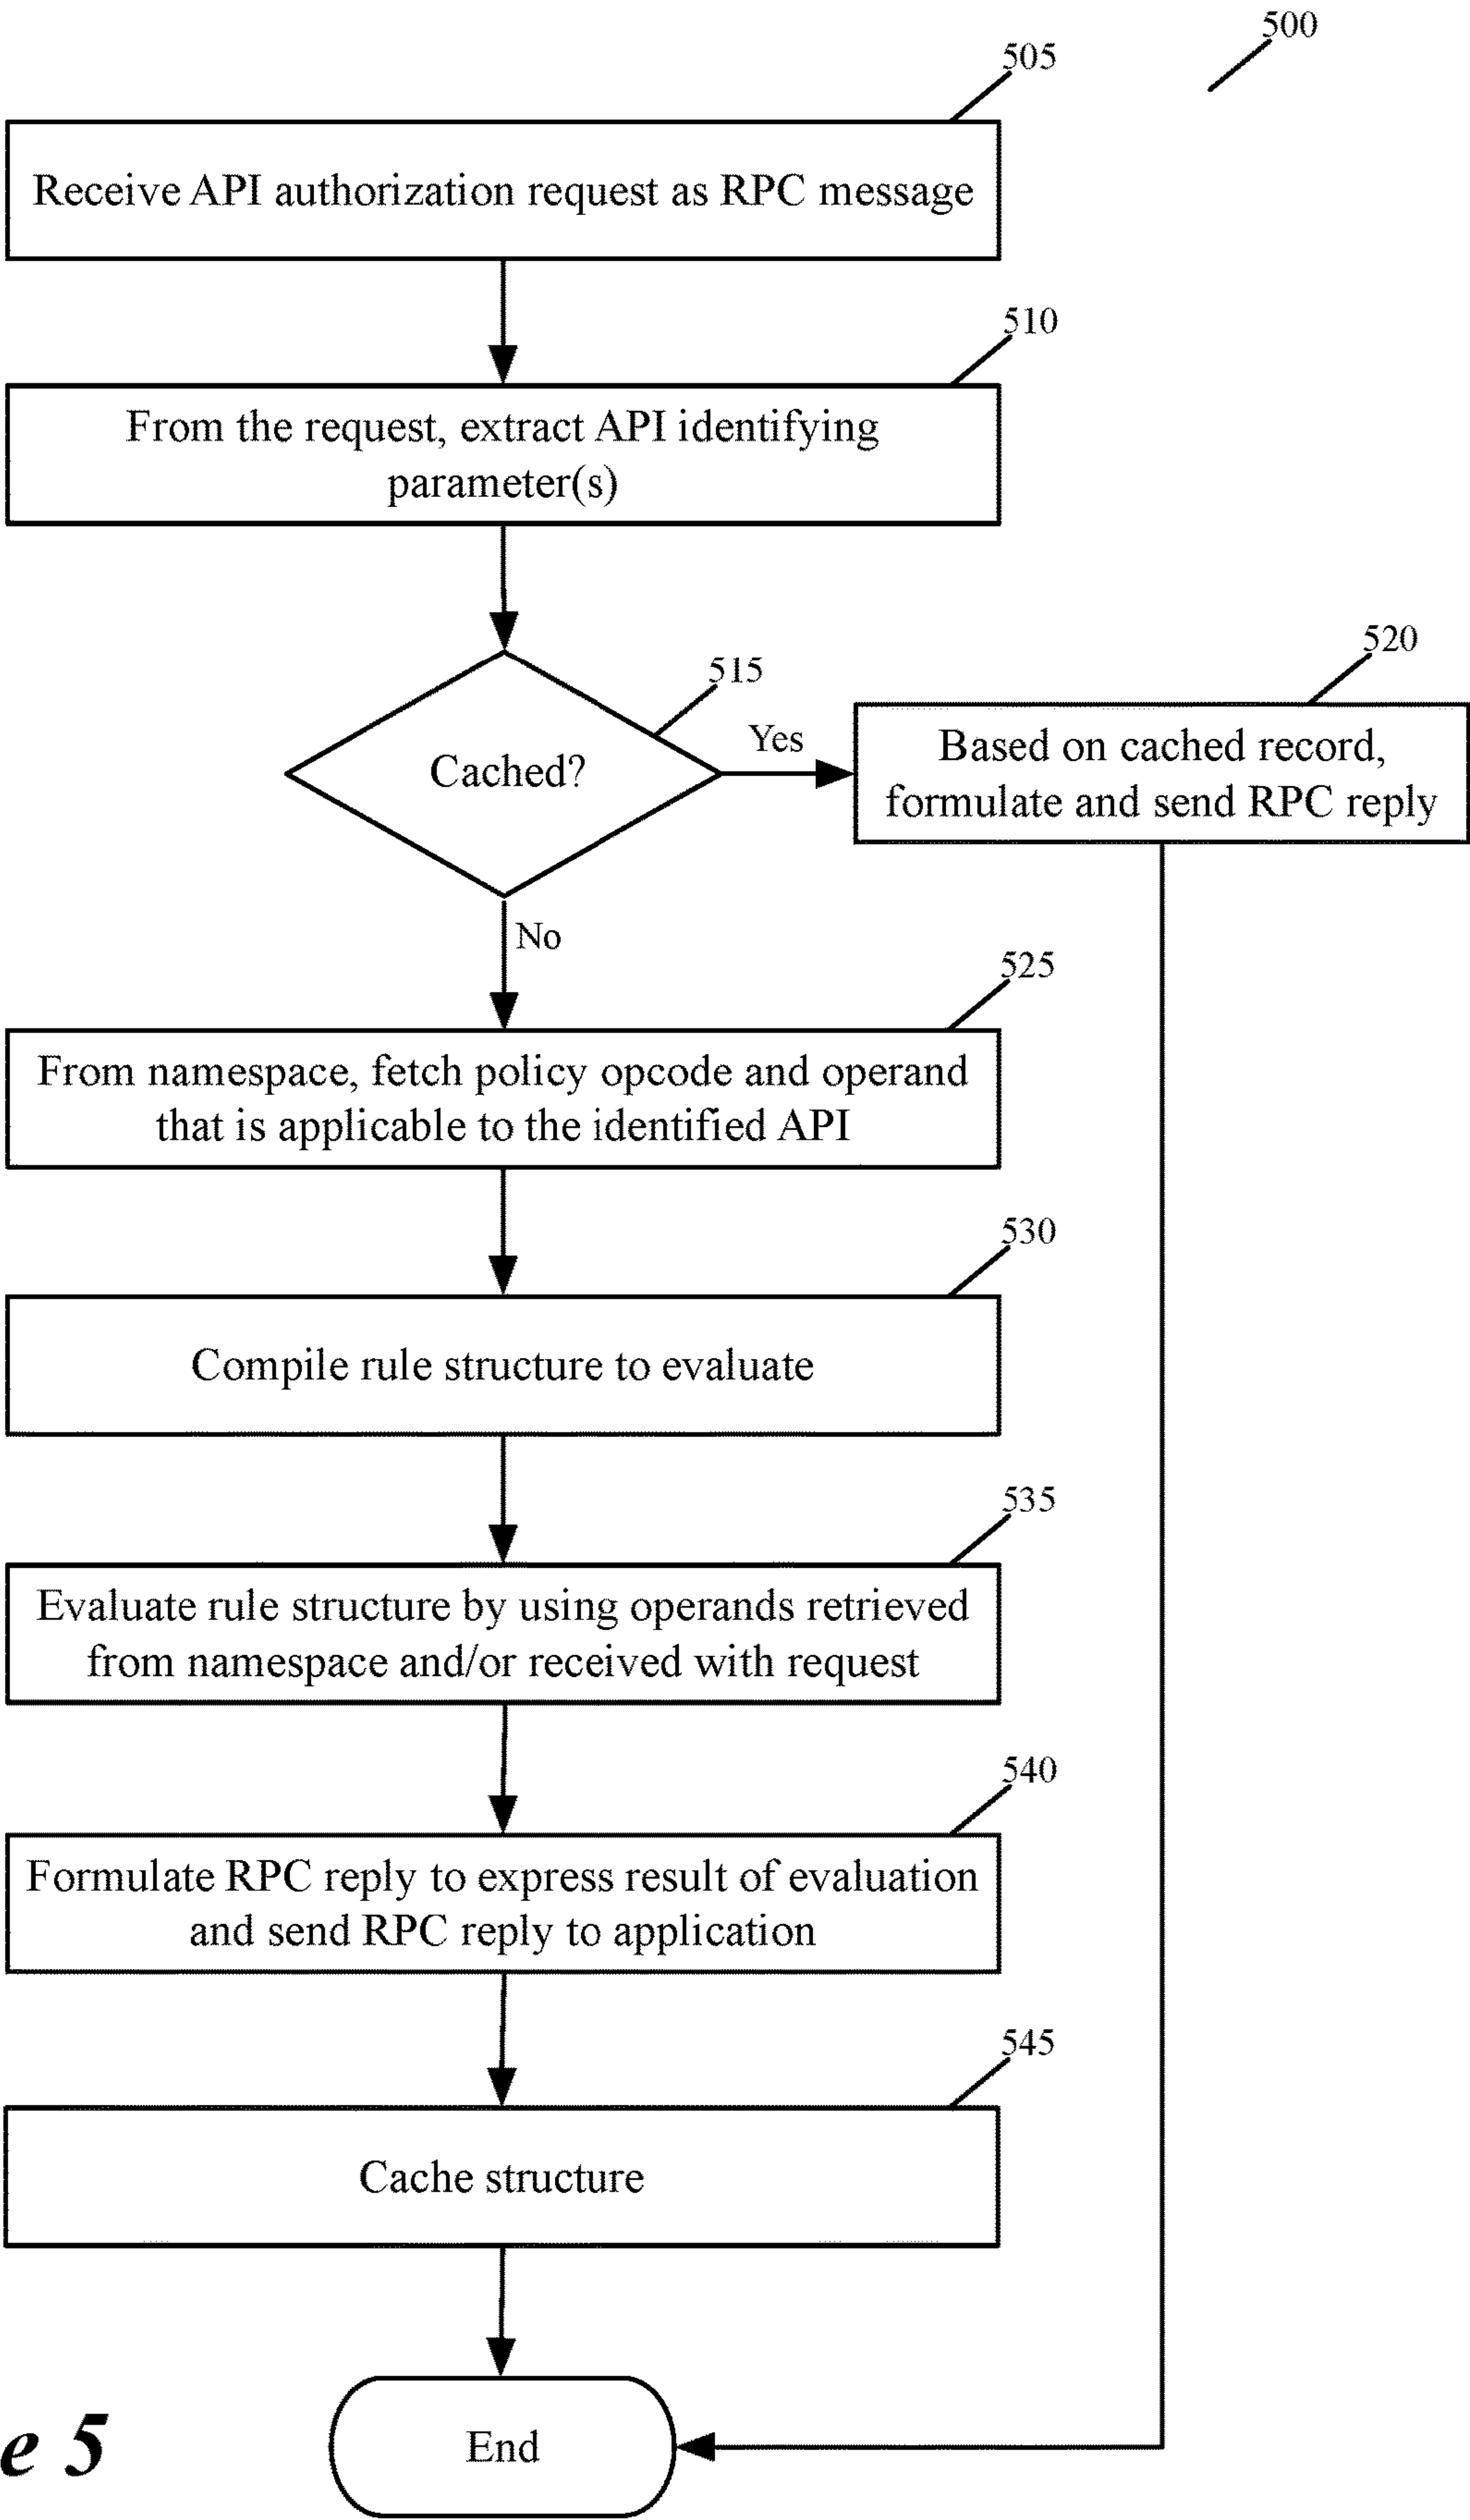 500
505
Receive API authorization request as RPC message
510
From the request, extract API identifying
parameter(s)
515
Cached?
Yes
520
Based on cached record,
formulate and send RPC reply
No
525
From namespace, fetch policy opcode and operand
that is applicable to the identified API
530
Compile rule structure to evaluate
535
Evaluate rule structure by using operands retrieved
from namespace and/or received with request
540
Formulate RPC reply to express result of evaluation
and send RPC reply to application
545
Cache structure
End
e 5